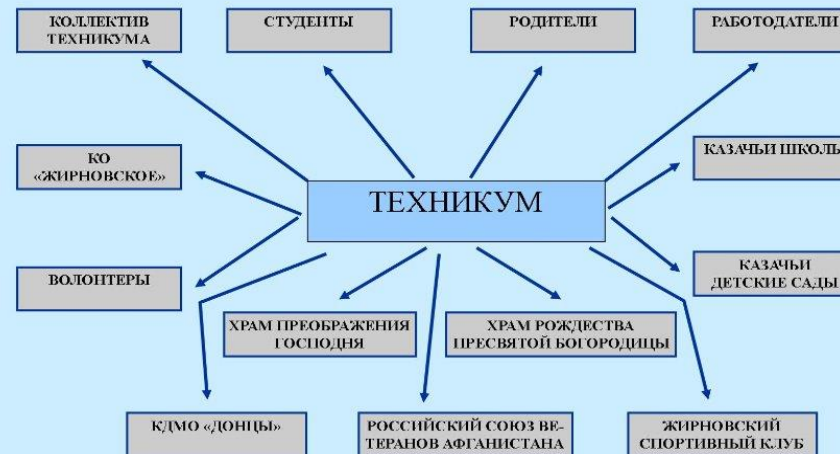 КОЛЛЕКТИВ
ТЕХНИКУМА
СТУДЕНТЫ
РОДИТЕЛИ
РАБОТОДАТЕЛИ
КО
«ЖИРНОВСКОЕ»
ТЕХНИКУМ
КАЗАЧЬИ ШКОЛЫ
ВОЛОНТЕРЫ
КАЗАЧЬИ
ДЕТСКИЕ САДЫ
ХРАМ ПРЕОБРАЖЕНИЯ
ГОСПОДНЯ
ХРАМ РОЖДЕСТВА
ПРЕСВЯТОЙ БОГОРОДИЦЫ
КДМО «ДОНЦЫ»
РОССИЙСКИЙ СОЮЗ ВЕ-
ТЕРАНОВ АФГАНИСТАНА
ЖИРНОВСКИЙ
СПОРТИВНЫЙ КЛУБ